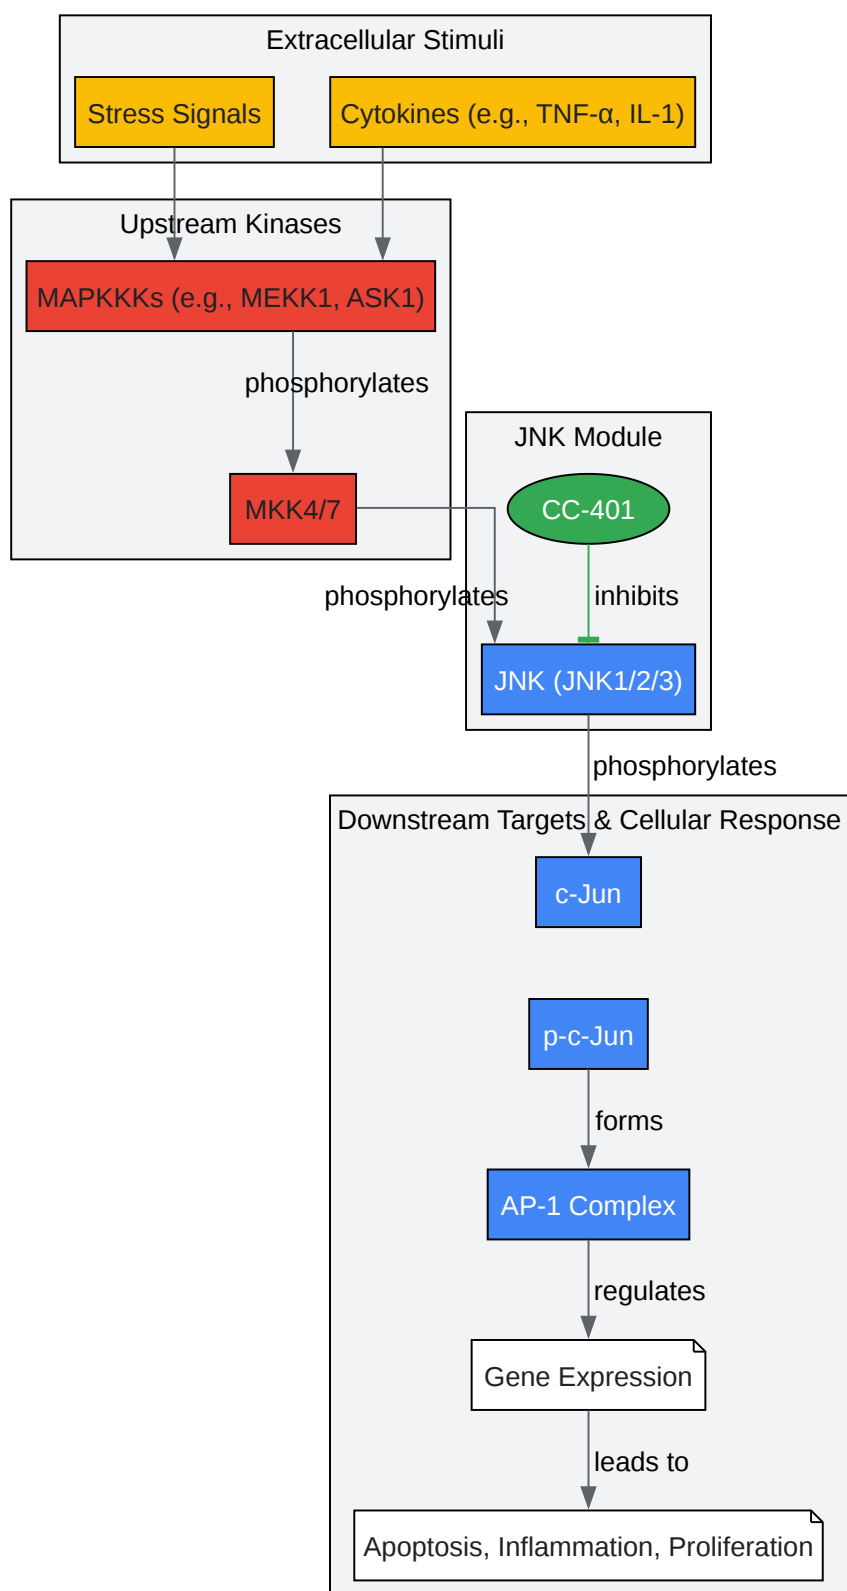 Extracellular Stimuli
Stress Signals
Cytokines (e.g., TNF-α, IL-1)
Upstream Kinases
MAPKKKs (e.g., MEKK1, ASK1)
phosphorylates
JNK Module
MKK4/7
CC-401
phosphorylates
inhibits
JNK (JNK1/2/3)
phosphorylates
Downstream Targets & Cellular Response
c-Jun
p-c-Jun
forms
AP-1 Complex
regulates
Gene Expression
leads to
Apoptosis, Inflammation, Proliferation